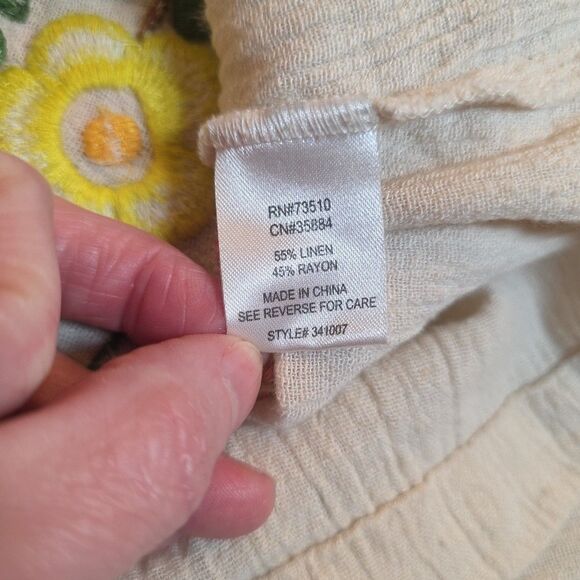 RN#73510
CN#35884
55% LINEN
45% RAYON
MADE IN CHINA
SEE REVERSE FOR CARE
STYLE# 341007